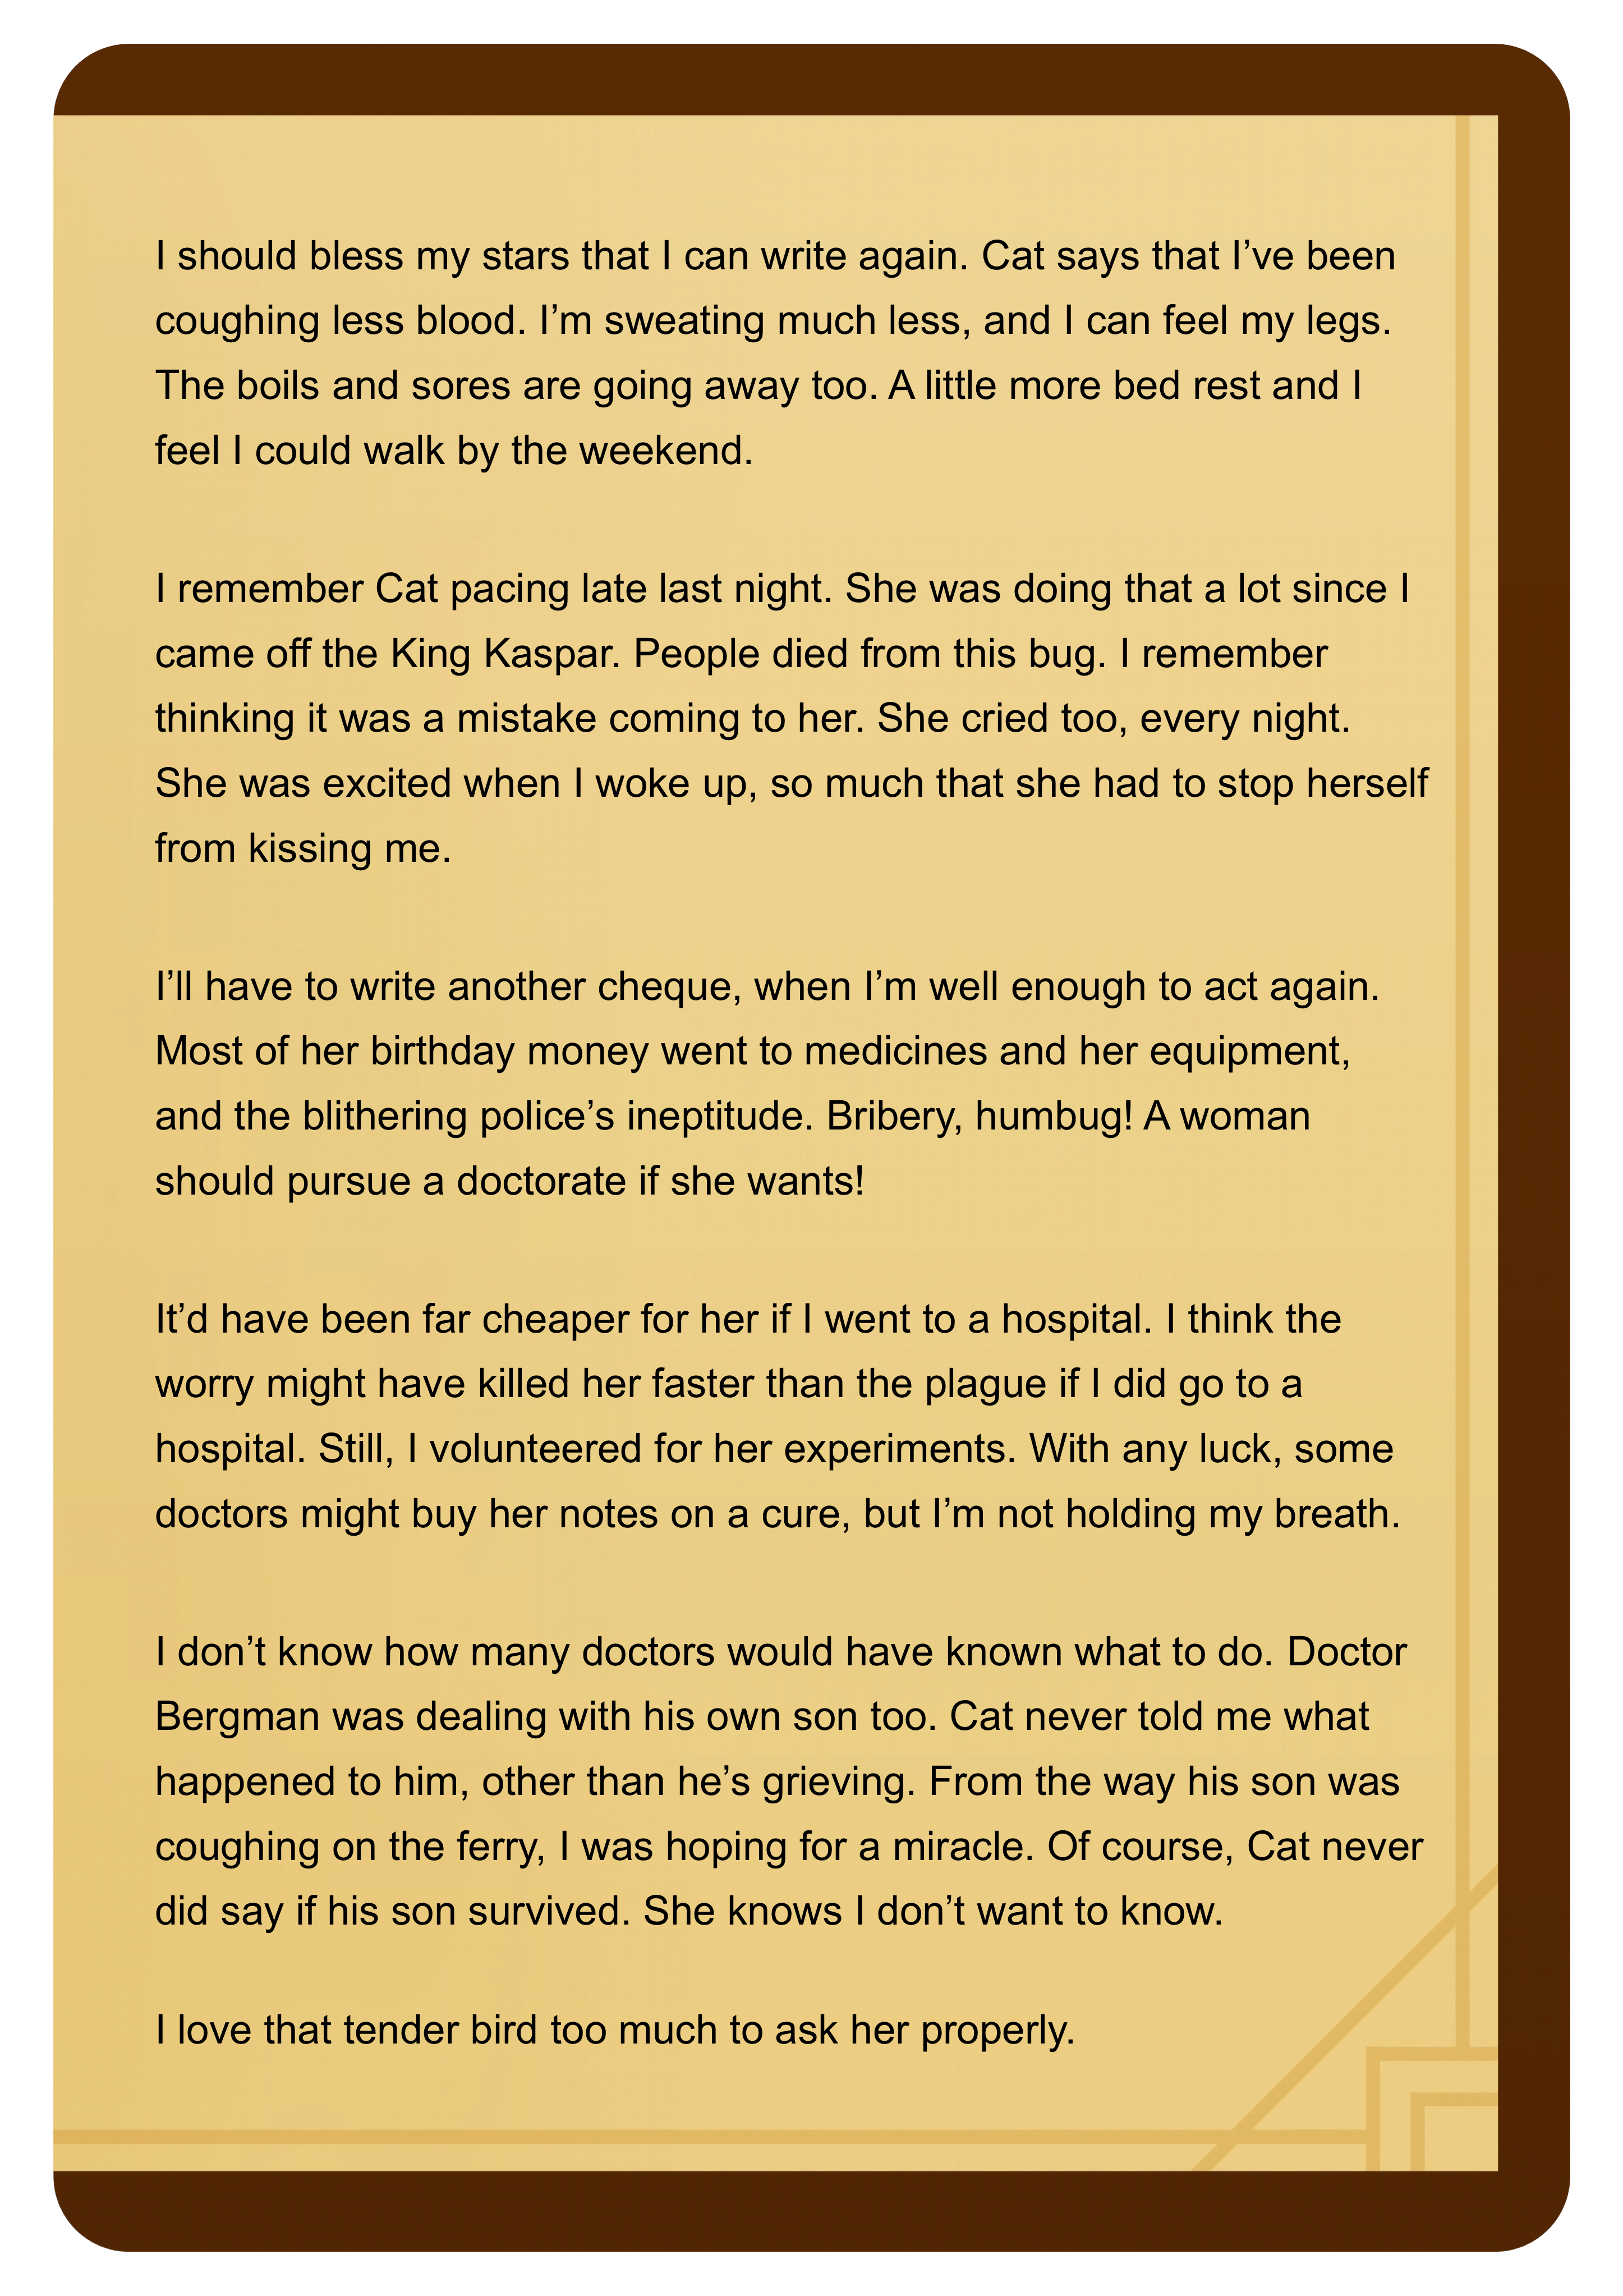 I should bless my stars that I can write again. Cat says that I’ve been
coughing less blood. I’m sweating much less, and I can feel my legs.
The boils and sores are going away too. A little more bed rest and I
feel I could walk by the weekend.
I remember Cat pacing late last night. She was doing that a lot since I
came off the King Kaspar. People died from this bug. I remember
thinking it was a mistake coming to her. She cried too, every night.
She was excited when I woke up, so much that she had to stop herself
from kissing me.
I’ll have to write another cheque, when I’m well enough to act again.
Most of her birthday money went to medicines and her equipment,
and the blithering police’s ineptitude. Bribery, humbug! A woman
should pursue a doctorate if she wants!
It’d have been far cheaper for her if I went to a hospital. I think the
worry might have killed her faster than the plague if I did go to a
hospital. Still, I volunteered for her experiments. With any luck, some
doctors might buy her notes on a cure, but I’m not holding my breath.
I don’t know how many doctors would have known what to do. Doctor
Bergman was dealing with his own son too. Cat never told me what
happened to him, other than he’s grieving. From the way his son was
coughing on the ferry, I was hoping for a miracle. Of course, Cat never
did say if his son survived. She knows I don’t want to know.
I love that tender bird too much to ask her properly.